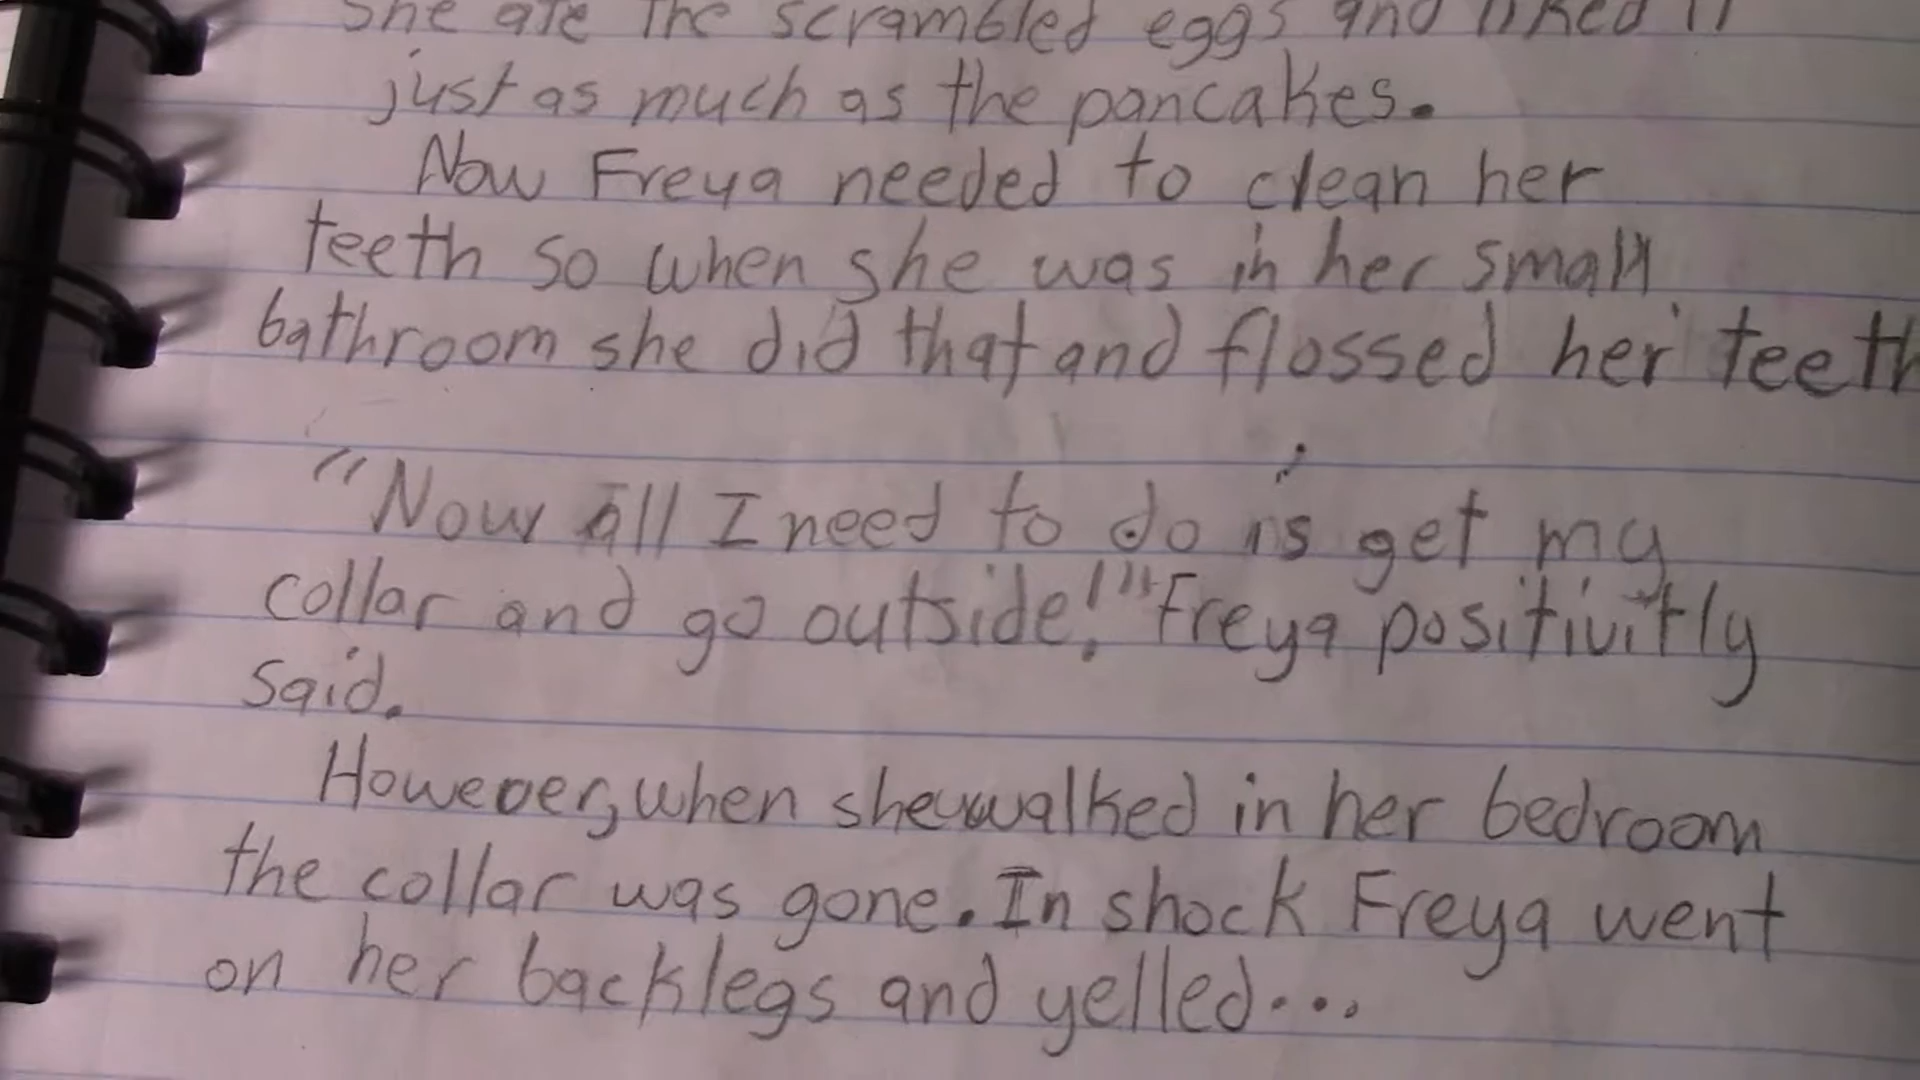 She ate the scrambled eggs and liked it
just as much as the pancakes.
Now Freya needed to clean her
teeth so when she was in her small
bathroom she did that and flossed her teeth
"Now all I need to do is get my
collar and go outside!" Freya positivitly
said.
However, when she walked in her bedroom
the collar was gone. In shock Freya went
on her backlegs and yelled...